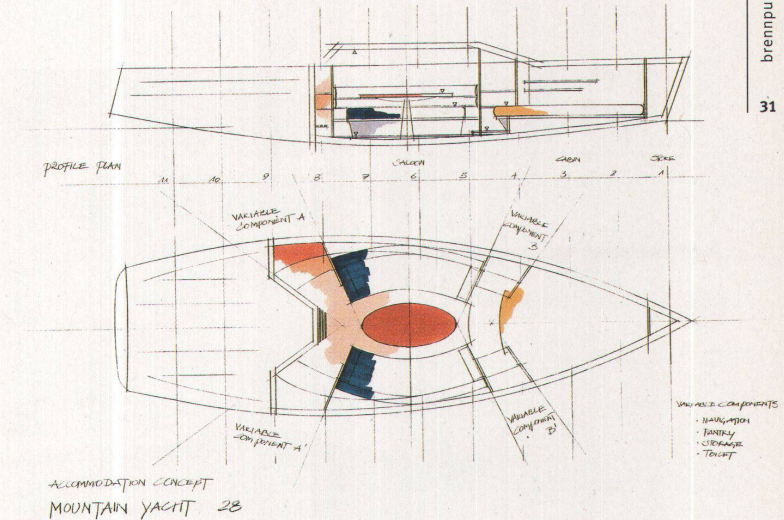 brennpu
31
PROFILE PLAN
SALOON
CABIN
11 10 9 8 7 6 5 4 3 2 1
VARIABLE
COMPONENT A
VARIABLE
COMPONENT
B
VARIABLE
COMPONENT A'
VARIABLE
COMPONENT
B'
VARIABLE COMPONENTS
· NAVIGATION
· PANTRY
· STORAGE
· TOILET
ACCOMMODATION CONCEPT
MOUNTAIN YACHT 28